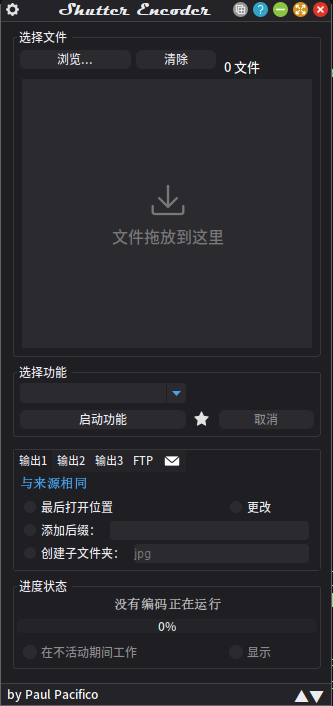 Shutter Encoder
选择文件
浏览... 清除 0 文件
文件拖放到这里
选择功能
启动功能 取消
输出1 输出2 输出3 FTP
与来源相同
最后打开位置 更改
添加后缀：
创建子文件夹： jpg
进度状态
没有编码正在运行
0%
在不活动期间工作 显示
by Paul Pacifico